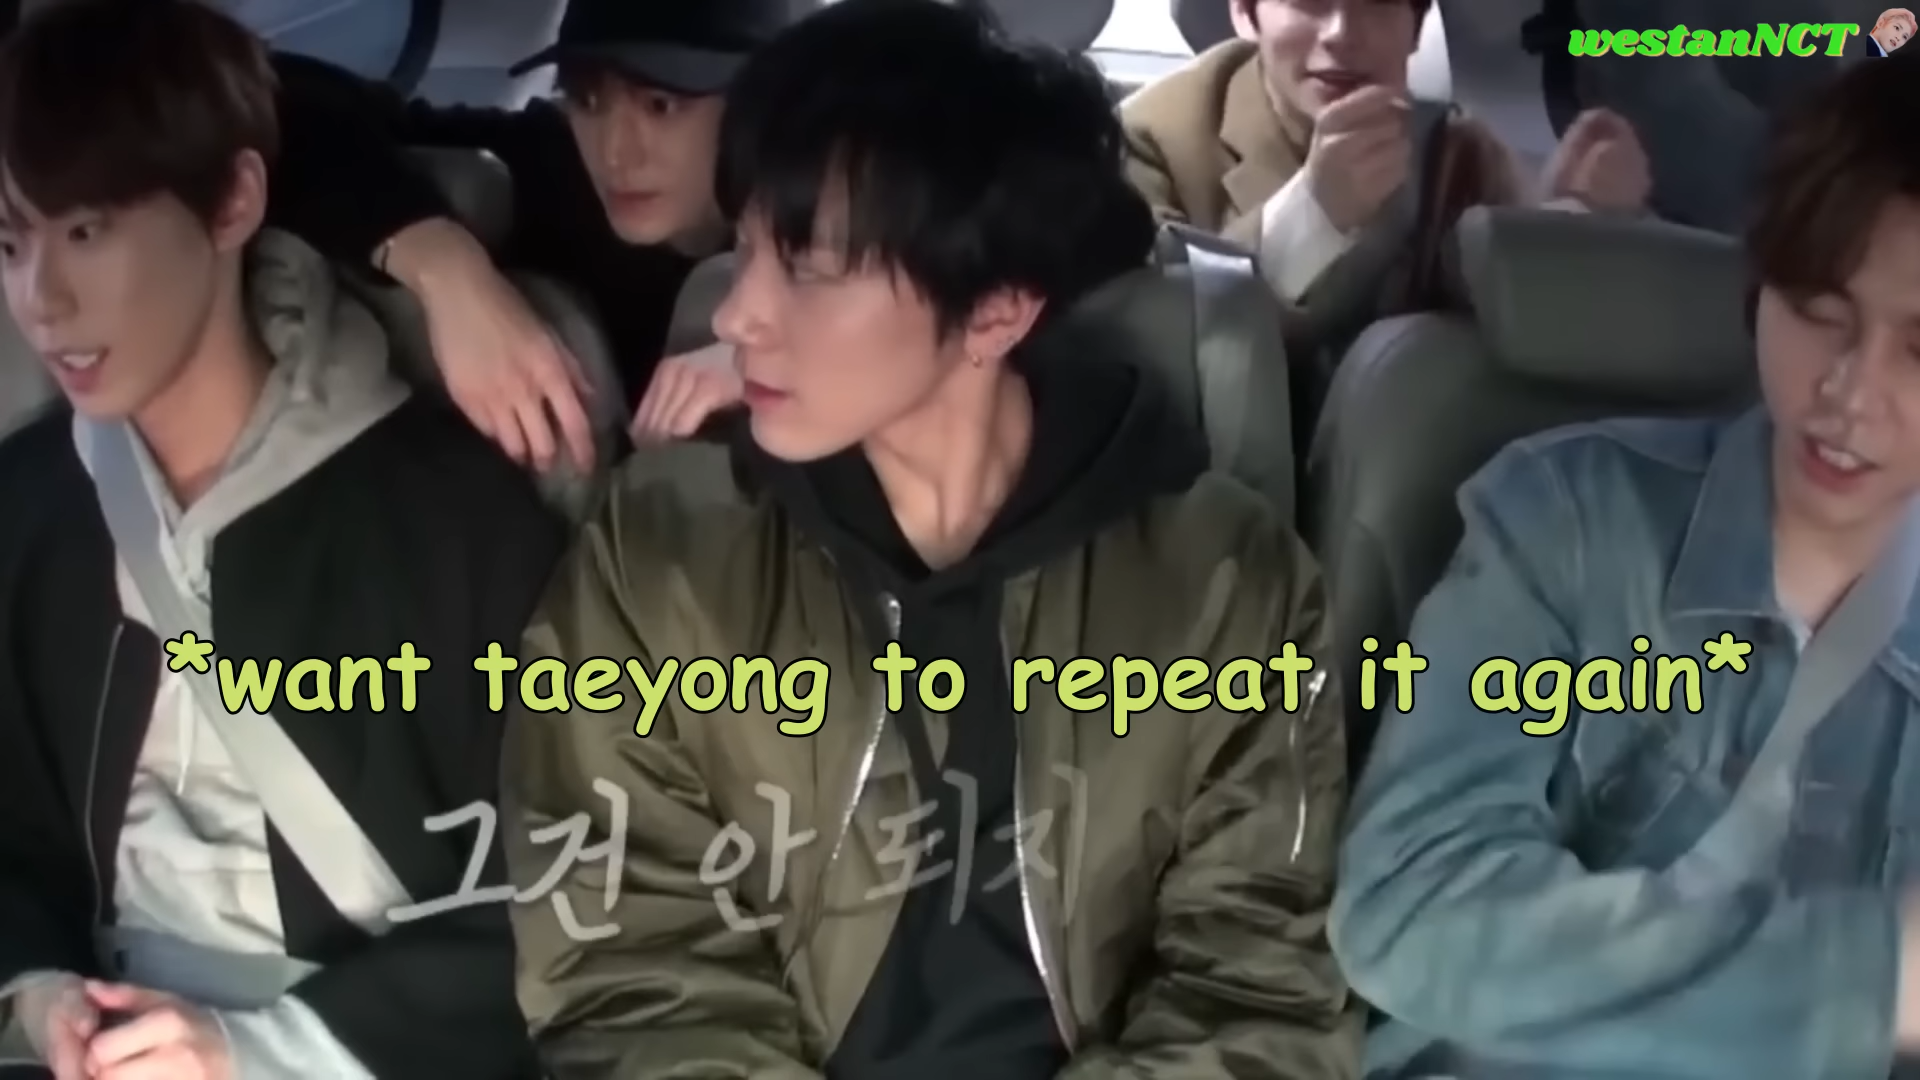 westanNCT
*want taeyong to repeat it again*
그건 안 되지